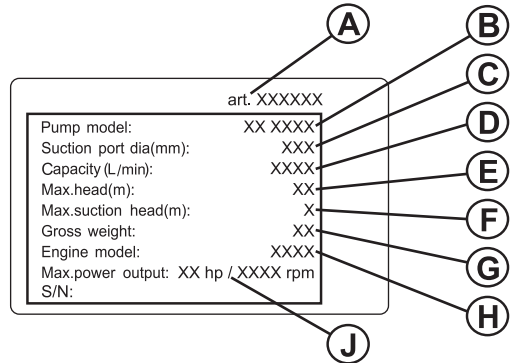 A
B
C
D
E
F
G
H
J
art. XXXXXX
Pump model: XX XXXX
Suction port dia(mm): XXX
Capacity (L/min): XXXX
Max.head(m): XX
Max.suction head(m): X
Gross weight: XX
Engine model: XXXX
Max.power output: XX hp / XXXX rpm
S/N: